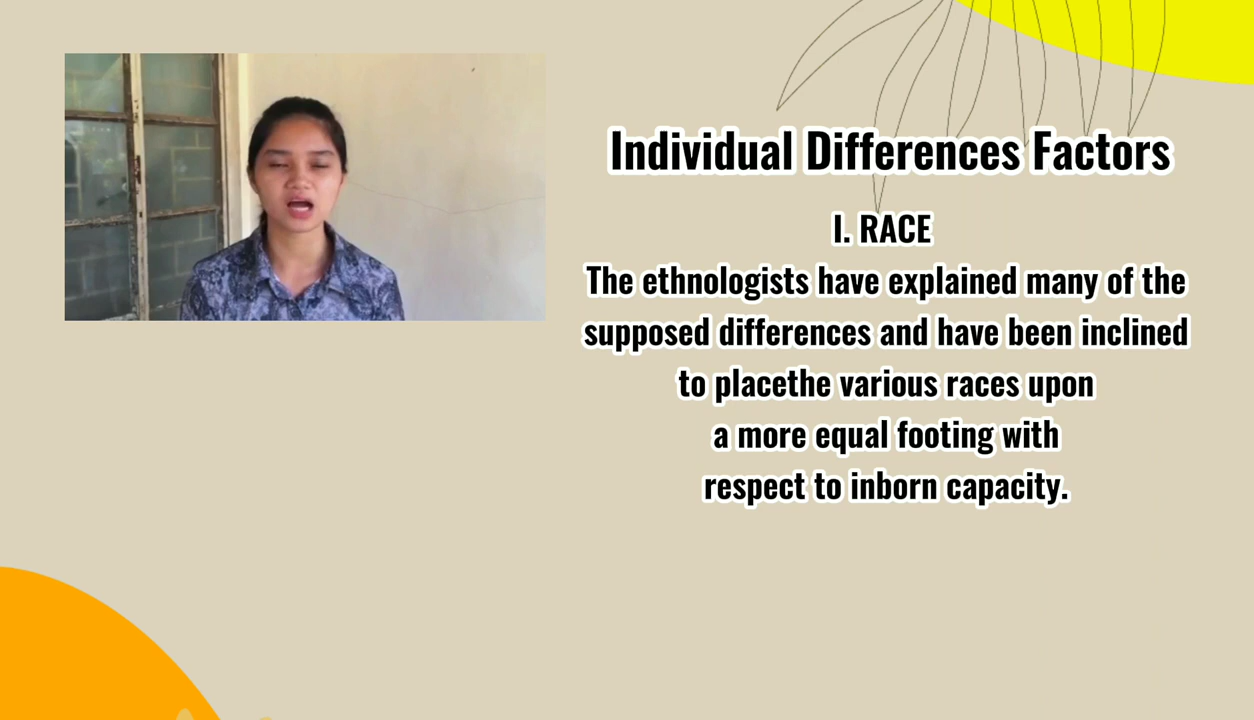 Individual Differences Factors
I. RACE
The ethnologists have explained many of the
supposed differences and have been inclined
to placethe various races upon
a more equal footing with
respect to inborn capacity.